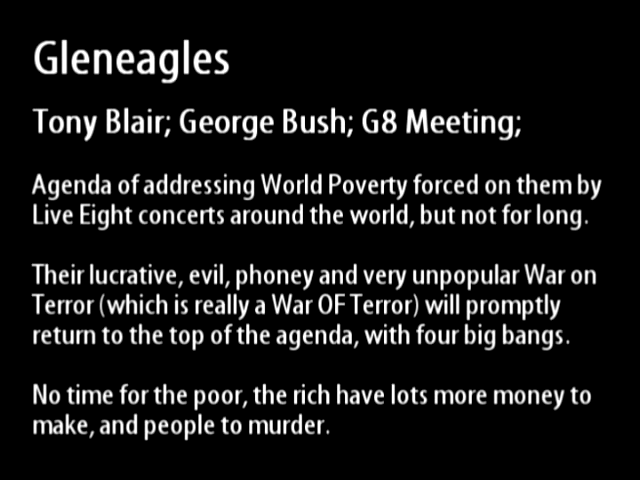 Gleneagles
Tony Blair; George Bush; G8 Meeting;
Agenda of addressing World Poverty forced on them by
Live Eight concerts around the world, but not for long.
Their lucrative, evil, phoney and very unpopular War on
Terror (which is really a War OF Terror) will promptly
return to the top of the agenda, with four big bangs.
No time for the poor, the rich have lots more money to
make, and people to murder.